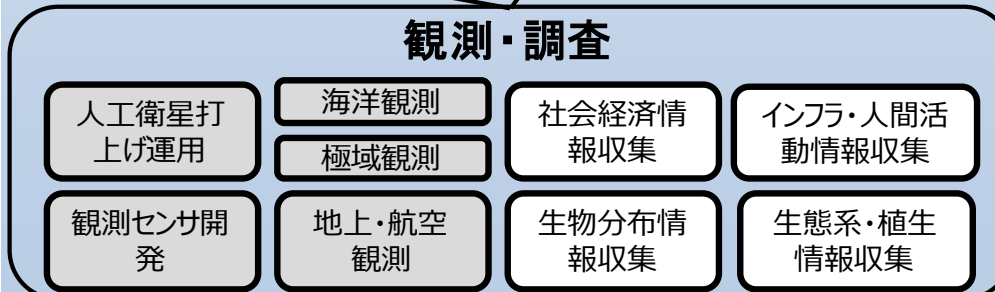 観測・調査
人工衛星打
上げ運用
海洋観測
極域観測
社会経済情
報収集
インフラ・人間活
動情報収集
観測センサ開
発
地上・航空
観測
生物分布情
報収集
生態系・植生
情報収集